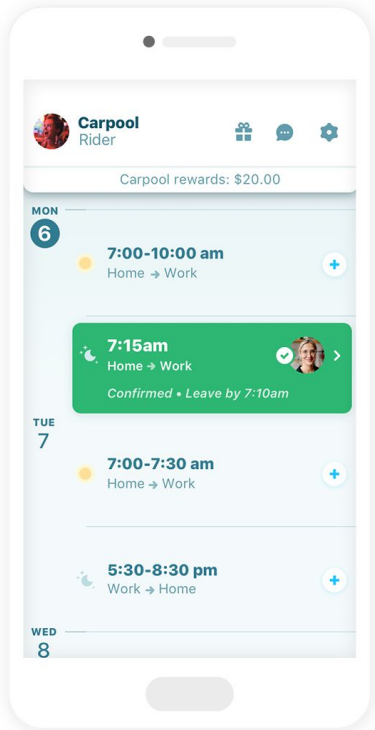 Carpool
Rider
Carpool rewards: $20.00
MON
6
7:00-10:00 am
Home → Work
7:15am
Home → Work
Confirmed • Leave by 7:10am
TUE
7
7:00-7:30 am
Home → Work
5:30-8:30 pm
Work → Home
WED
8